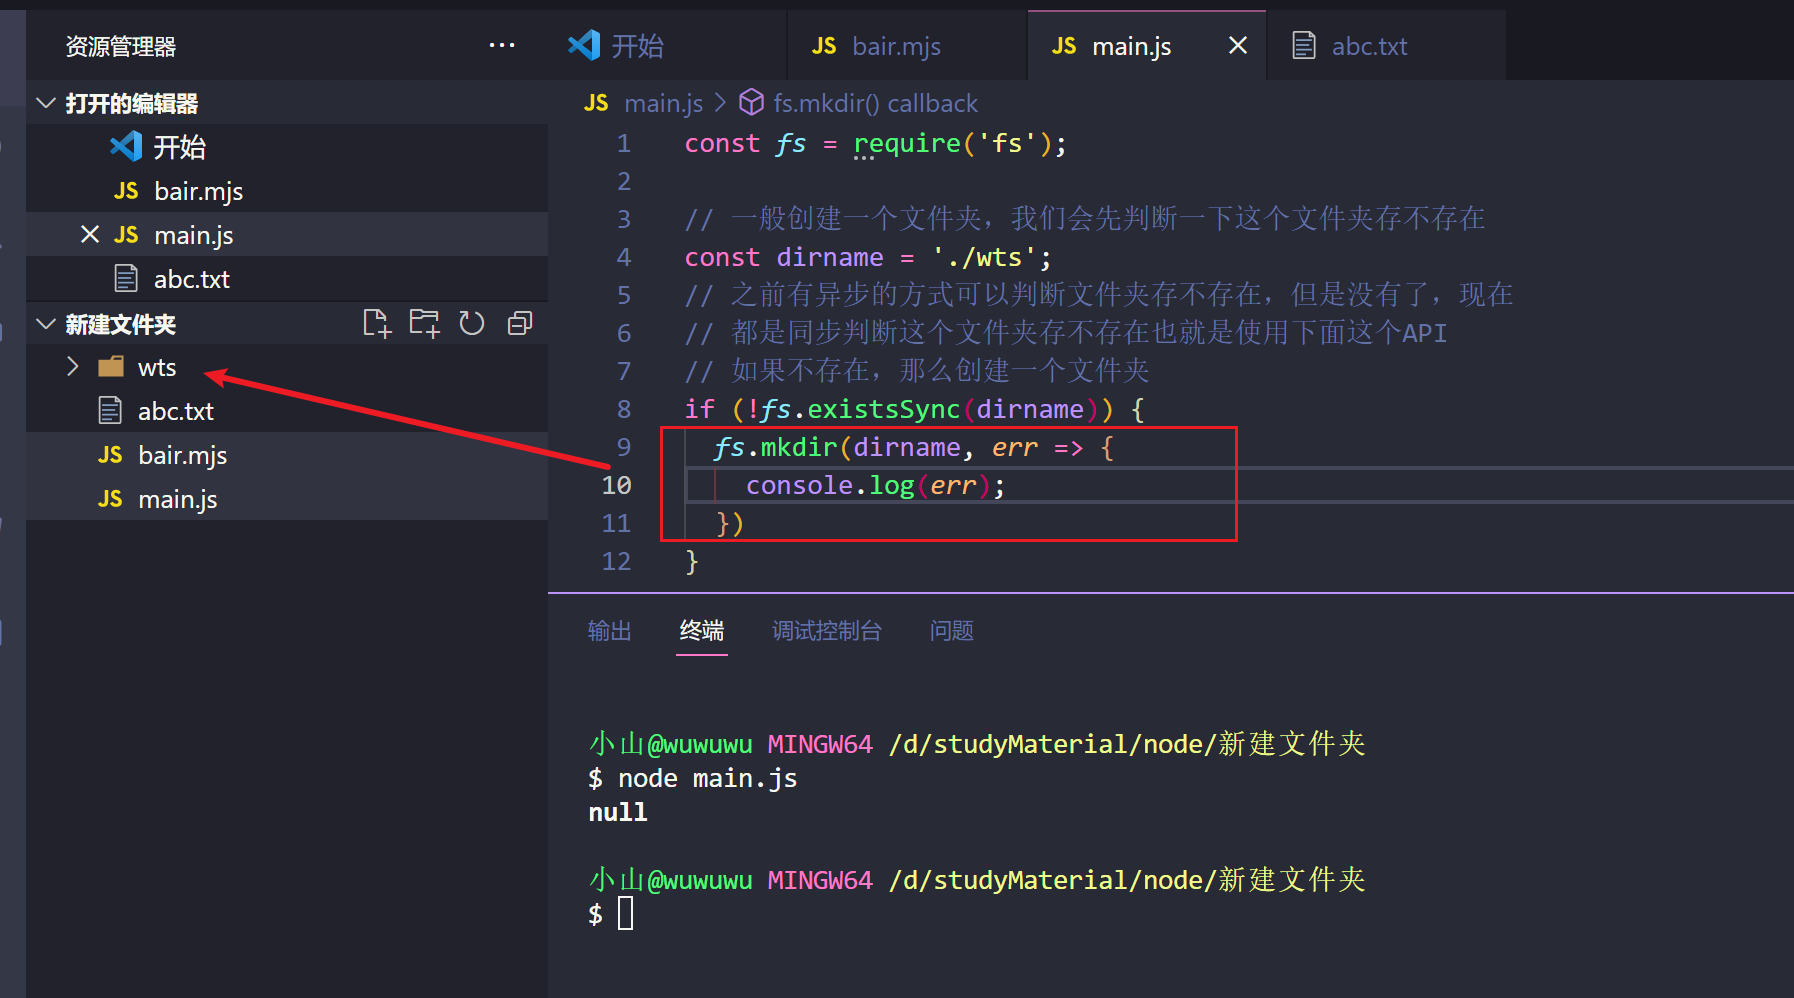 资源管理器 ···
打开的编辑器
开始
JS bair.mjs
JS main.js
abc.txt
新建文件夹
wts
abc.txt
JS bair.mjs
JS main.js
开始
JS bair.mjs
JS main.js
abc.txt
JS main.js > fs.mkdir() callback
1 const fs = require('fs');
2
3 // 一般创建一个文件夹，我们会先判断一下这个文件夹存不存在
4 const dirname = './wts';
5 // 之前有异步的方式可以判断文件夹存不存在，但是没有了，现在
6 // 都是同步判断这个文件夹存不存在也就是使用下面这个API
7 // 如果不存在，那么创建一个文件夹
8 if (!fs.existsSync(dirname)) {
9 fs.mkdir(dirname, err => {
10 console.log(err);
11 })
12 }
输出 终端 调试控制台 问题
小山@wuwuwu MINGW64 /d/studyMaterial/node/新建文件夹
$ node main.js
null
小山@wuwuwu MINGW64 /d/studyMaterial/node/新建文件夹
$